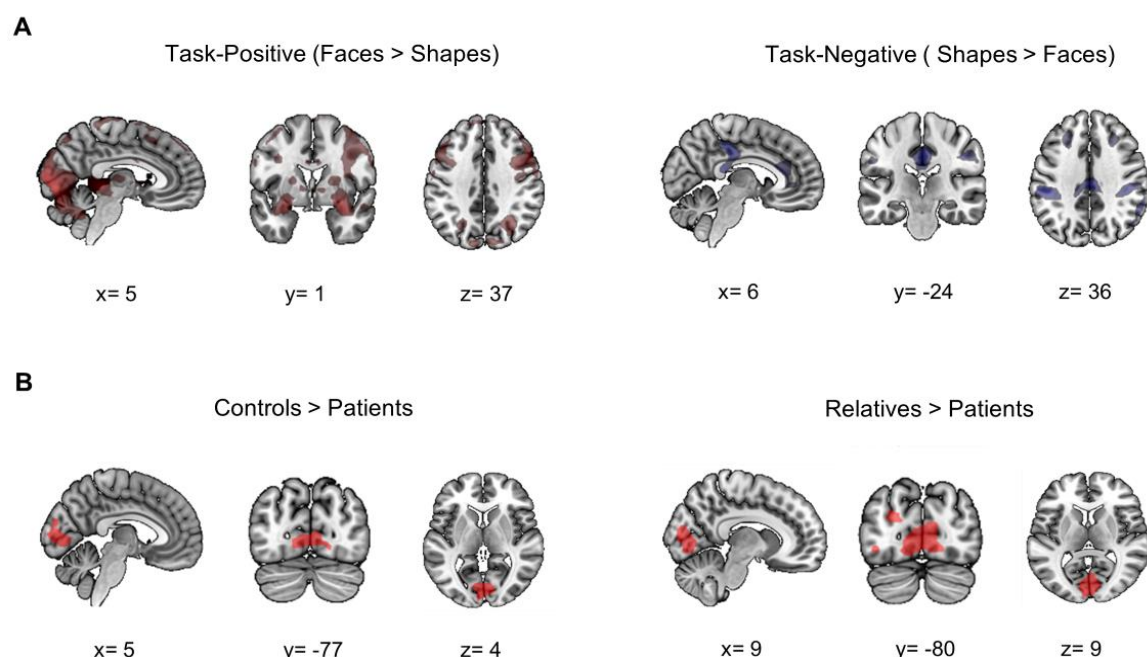 A
Task-Positive (Faces > Shapes)
Task-Negative ( Shapes > Faces)
x= 5
y= 1
z= 37
x= 6
y= -24
z= 36
B
Controls > Patients
Relatives > Patients
x= 5
y= -77
z= 4
x= 9
y= -80
z= 9